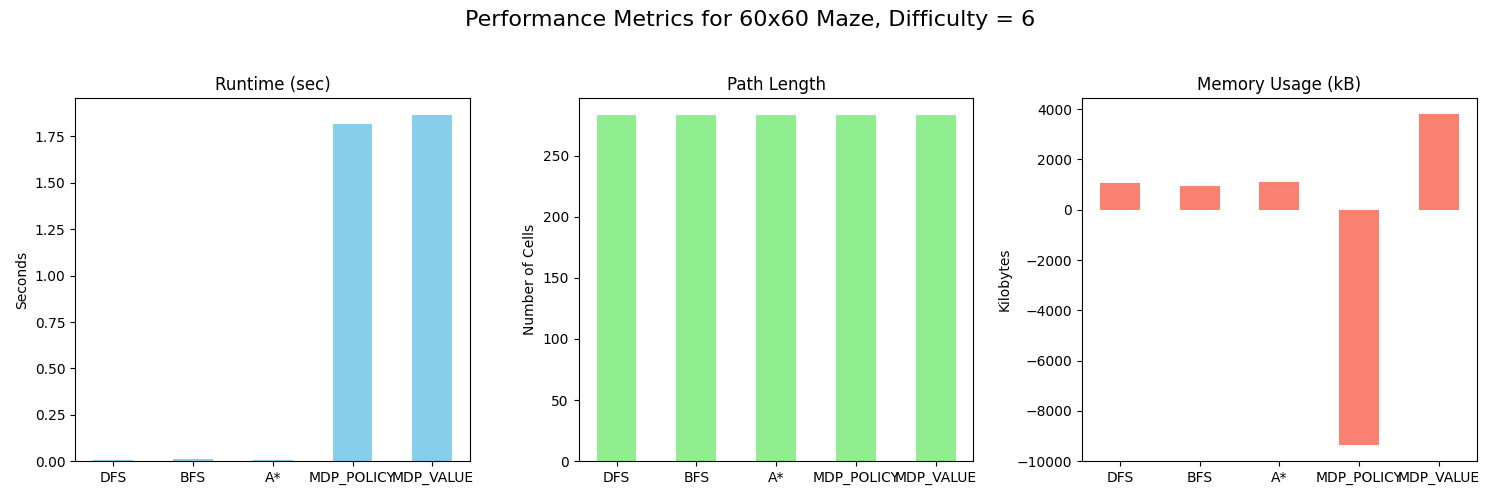 Performance Metrics for 60x60 Maze, Difficulty = 6
Runtime (sec)
Seconds
1.75
1.50
1.25
1.00
0.75
0.50
0.25
0.00
DFS
BFS
A*
MDP_POLICY
MDP_VALUE
Path Length
Number of Cells
250
200
150
100
50
0
DFS
BFS
A*
MDP_POLICY
MDP_VALUE
Memory Usage (kB)
Kilobytes
4000
2000
0
−2000
−4000
−6000
−8000
−10000
DFS
BFS
A*
MDP_POLICY
MDP_VALUE